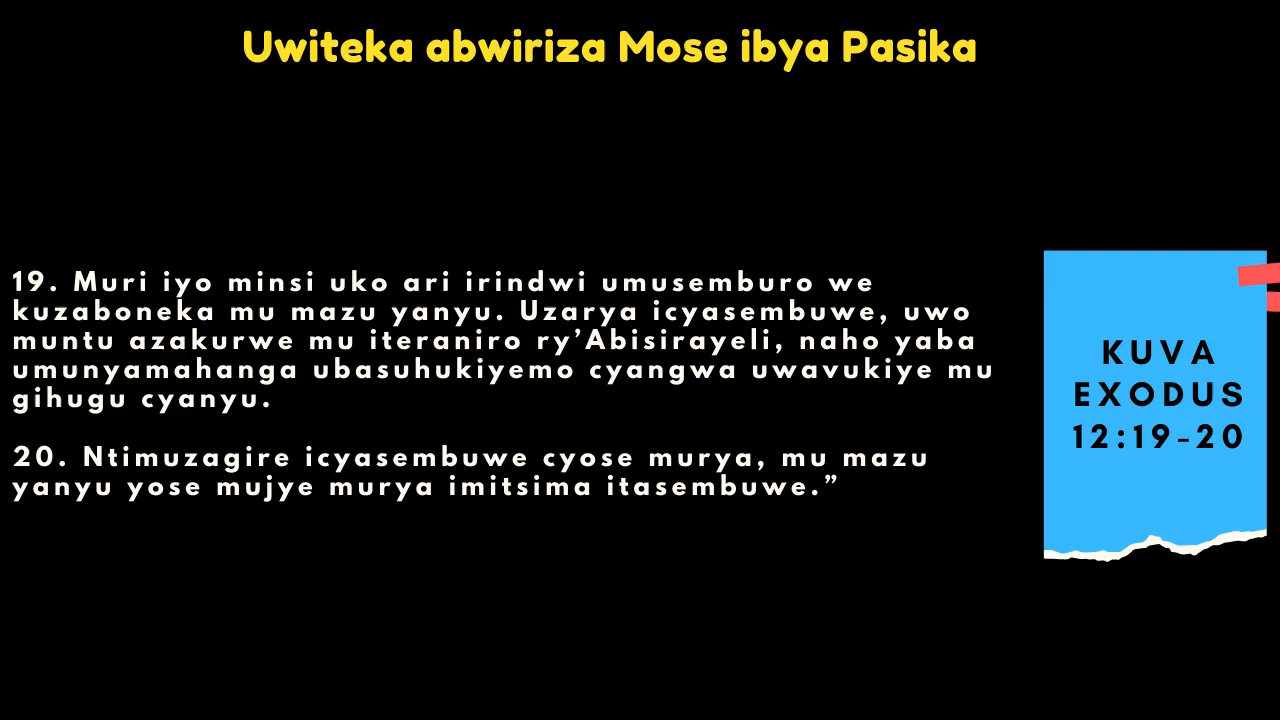 Uwiteka abwiriza Mose ibya Pasika
19. Muri iyo minsi uko ari irindwi umusemburo we
kuzaboneka mu mazu yanyu. Uzarya icyasembuwe, uwo
muntu azakurwe mu iteraniro ry’Abisirayeli, naho yaba
umunyamahanga ubasuhukiyemo cyangwa uwavukiye mu
gihugu cyanyu.
20. Ntimuzagire icyasembuwe cyose murya, mu mazu
yanyu yose mujye murya imitsima itasembuwe.”
KUVA
EXODUS
12:19-20